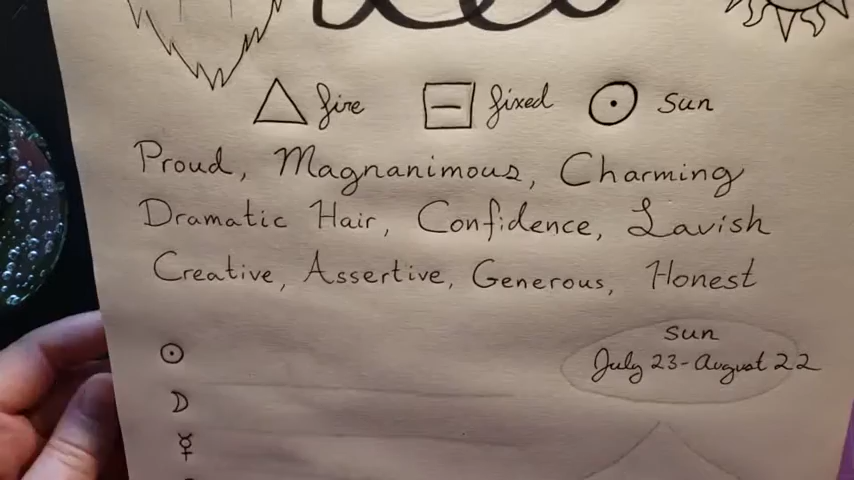 fire fixed sun
Proud, Magnanimous, Charming
Dramatic Hair, Confidence, Lavish
Creative, Assertive, Generous, Honest
sun
July 23-August 22